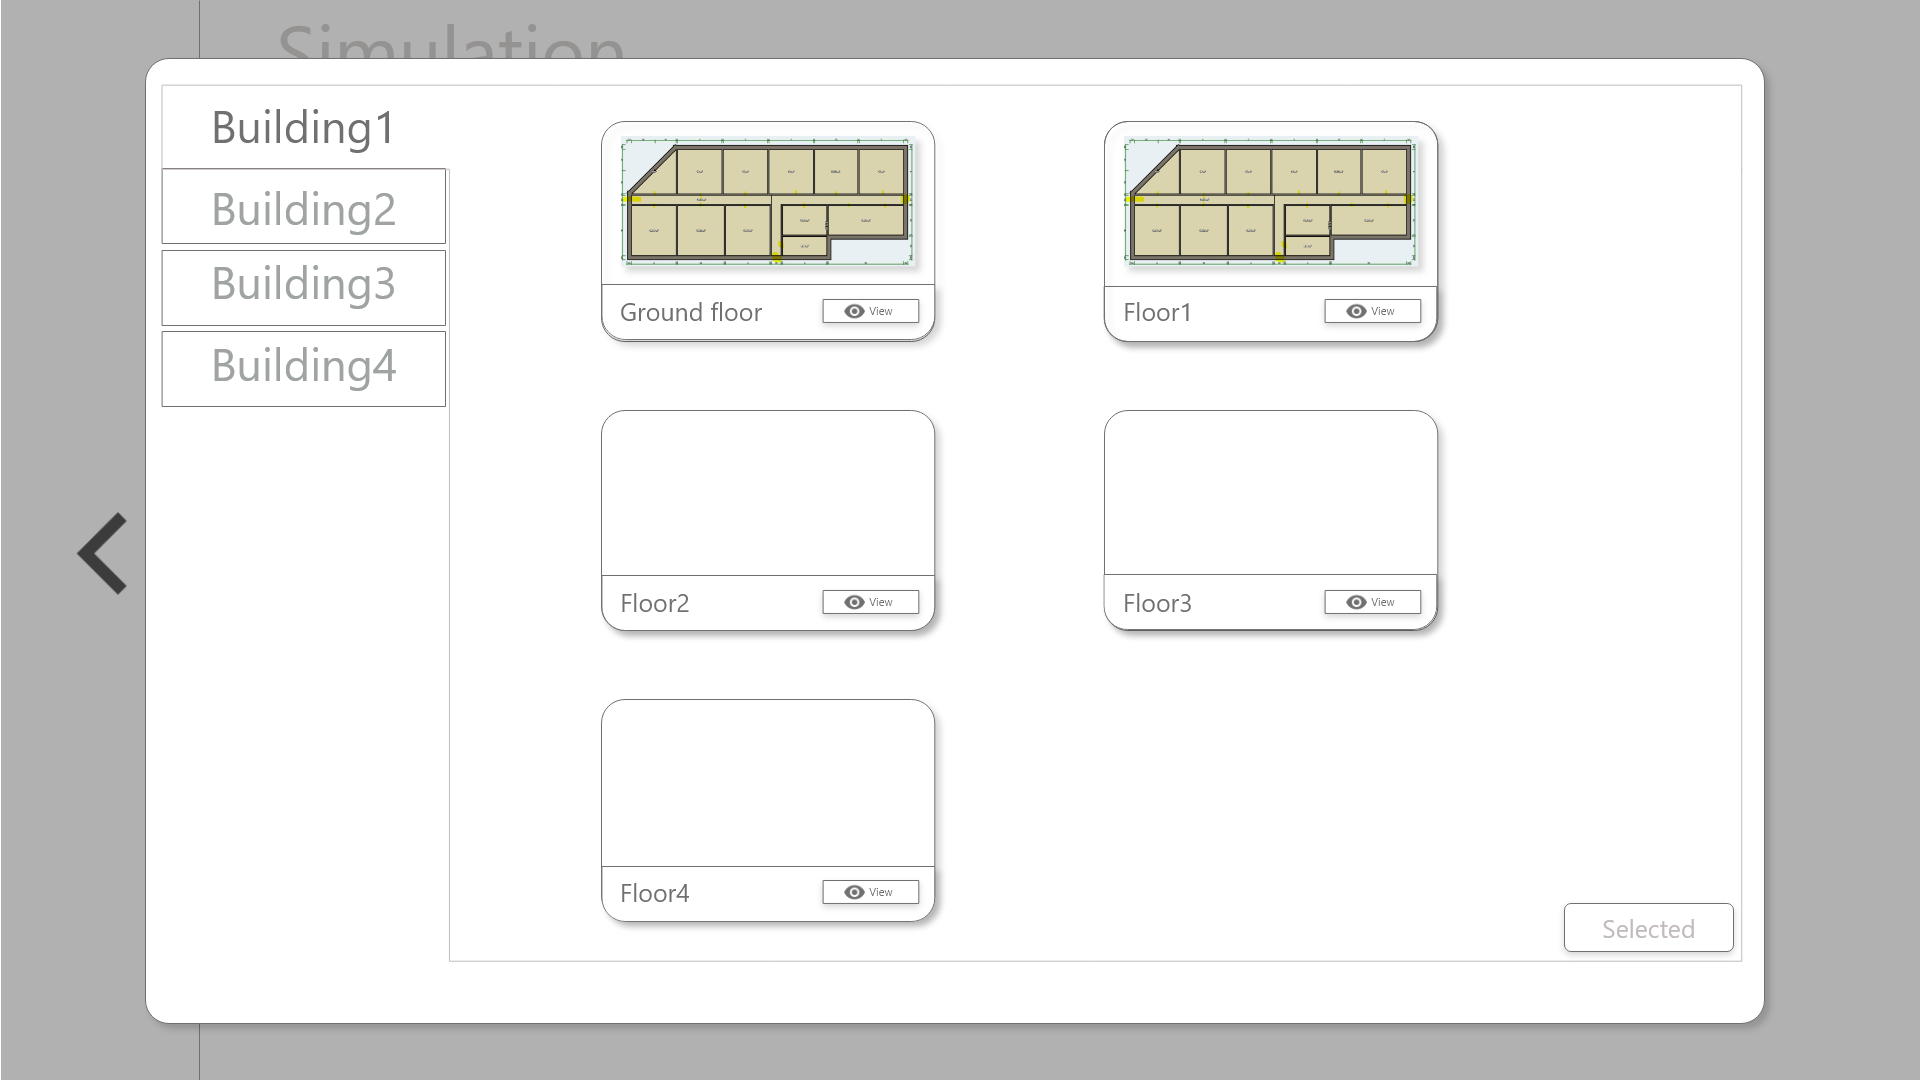 Simulation
Building1
Building2
Building3
Building4
Ground floor
View
Floor1
View
Floor2
View
Floor3
View
Floor4
View
Selected